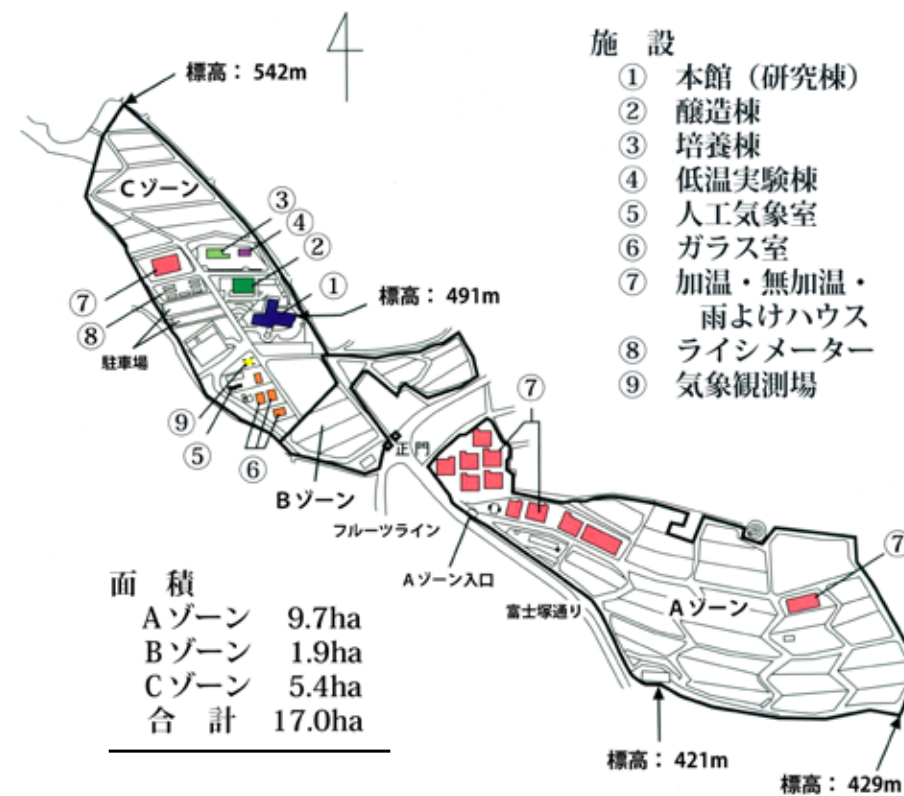 標高： 542m
施　設
① 本館（研究棟）
② 醸造棟
③ 培養棟
④ 低温実験棟
⑤ 人工気象室
⑥ ガラス室
⑦ 加温・無加温・
雨よけハウス
⑧ ライシメーター
⑨ 気象観測場
Cゾーン
③
④
②
①
標高： 491m
⑦
⑧
駐車場
⑨
⑤
⑥
Bゾーン
正門
フルーツライン
⑦
Aゾーン入口
富士塚通り
Aゾーン
⑦
面　積
Aゾーン 9.7ha
Bゾーン 1.9ha
Cゾーン 5.4ha
合　計 17.0ha
標高： 421m
標高： 429m